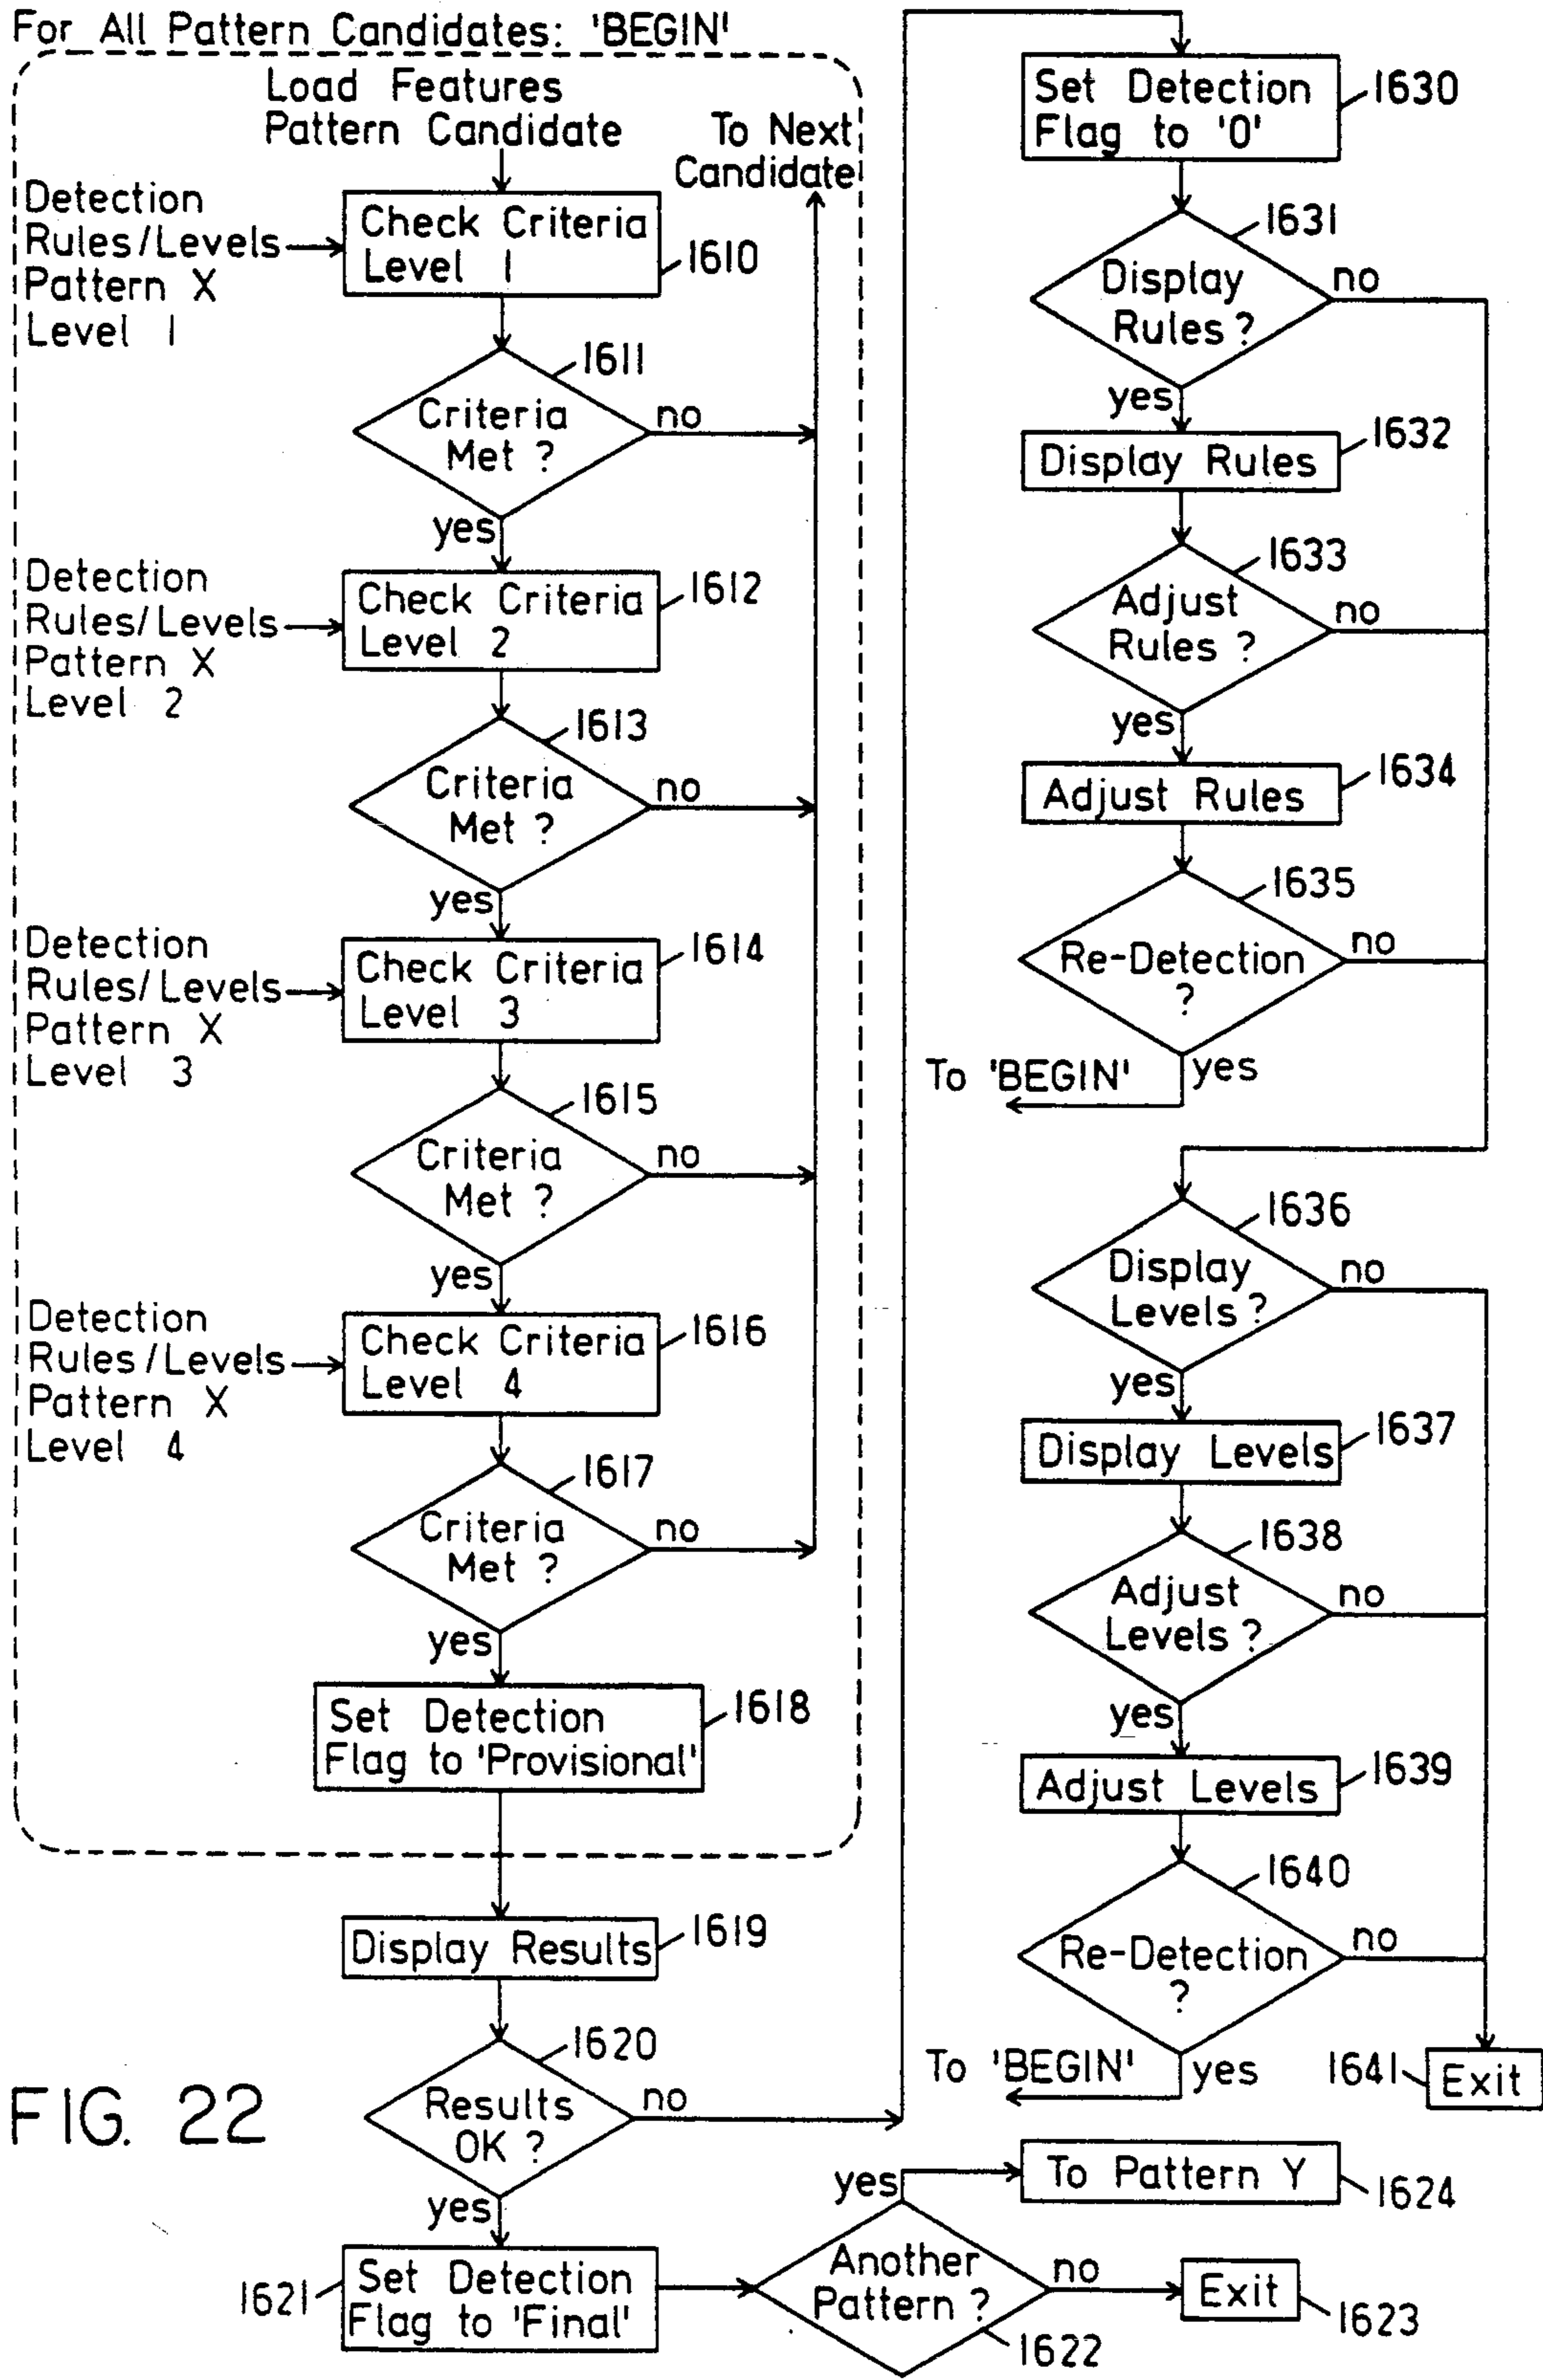 For All Pattern Candidates: 'BEGIN'
Load Features
Pattern Candidate
To Next
Candidate
Detection
Rules/Levels
Pattern X
Level 1
Check Criteria
Level 1
1610
1611
Criteria
Met ?
no
yes
Detection
Rules/Levels
Pattern X
Level 2
Check Criteria
Level 2
1612
1613
Criteria
Met ?
no
yes
Detection
Rules/Levels
Pattern X
Level 3
Check Criteria
Level 3
1614
1615
Criteria
Met ?
no
yes
Detection
Rules/Levels
Pattern X
Level 4
Check Criteria
Level 4
1616
1617
Criteria
Met ?
no
yes
Set Detection
Flag to 'Provisional'
1618
Display Results
1619
1620
Results
OK ?
no
yes
1621
Set Detection
Flag to 'Final'
Another
Pattern ?
1622
yes
To Pattern Y
1624
no
Exit
1623
Set Detection
Flag to '0'
1630
1631
Display
Rules ?
no
yes
Display Rules
1632
1633
Adjust
Rules ?
no
yes
Adjust Rules
1634
1635
Re-Detection
?
no
yes
To 'BEGIN'
1636
Display
Levels ?
no
yes
Display Levels
1637
1638
Adjust
Levels ?
no
yes
Adjust Levels
1639
1640
Re-Detection
?
no
yes
To 'BEGIN'
1641
Exit
FIG. 22